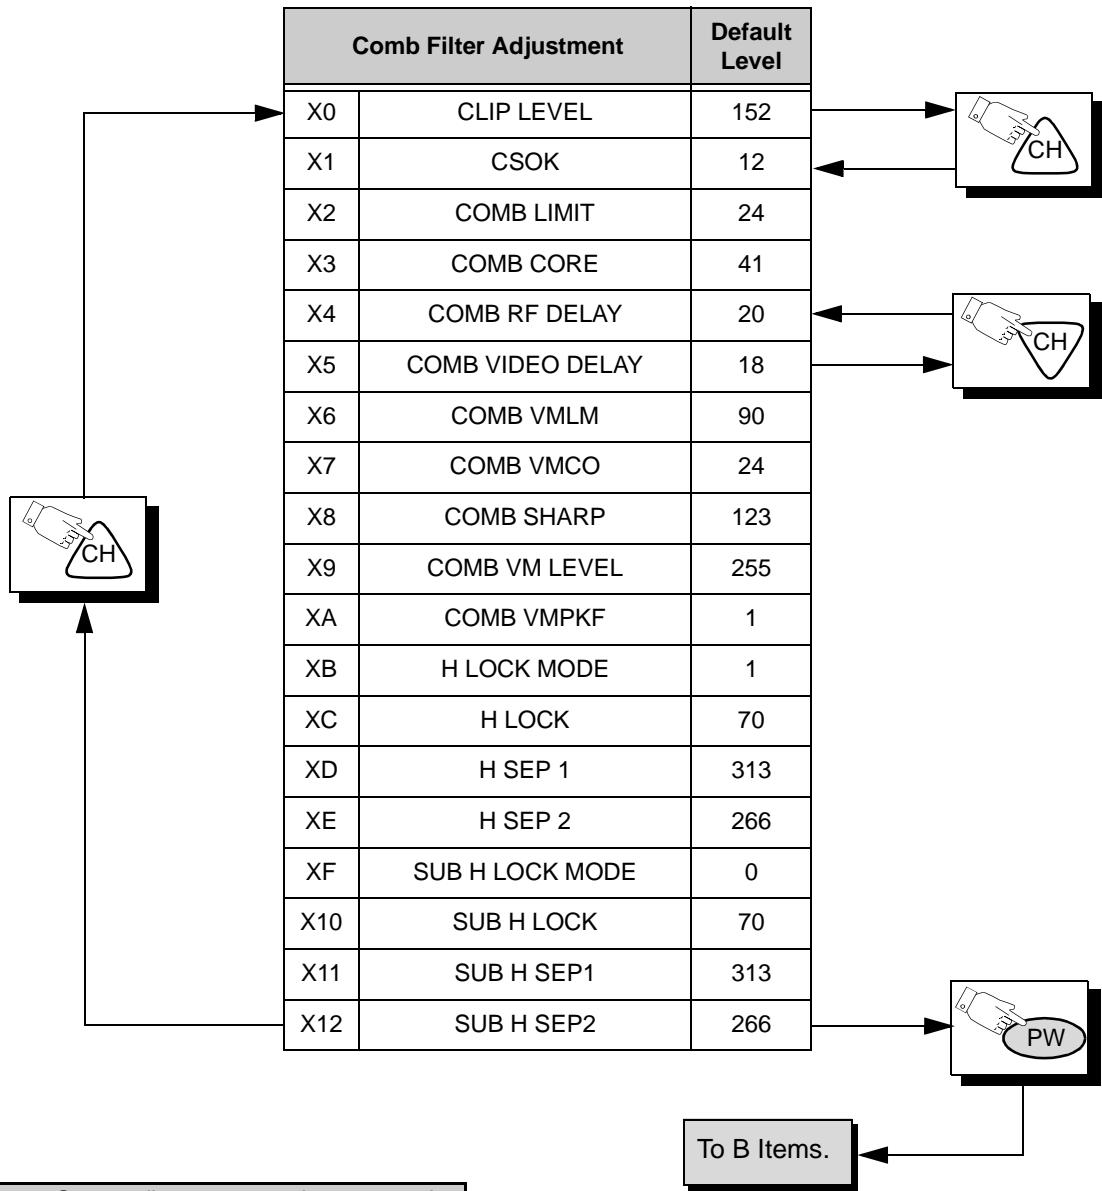 Comb Filter Adjustment Default Level
X0 CLIP LEVEL 152
CH
X1 CSOK 12
X2 COMB LIMIT 24
X3 COMB CORE 41
X4 COMB RF DELAY 20
CH
X5 COMB VIDEO DELAY 18
X6 COMB VMLM 90
X7 COMB VMCO 24
X8 COMB SHARP 123
CH
X9 COMB VM LEVEL 255
XA COMB VMPKF 1
XB H LOCK MODE 1
XC H LOCK 70
XD H SEP 1 313
XE H SEP 2 266
XF SUB H LOCK MODE 0
X10 SUB H LOCK 70
X11 SUB H SEP1 313
X12 SUB H SEP2 266
PW
To B Items.